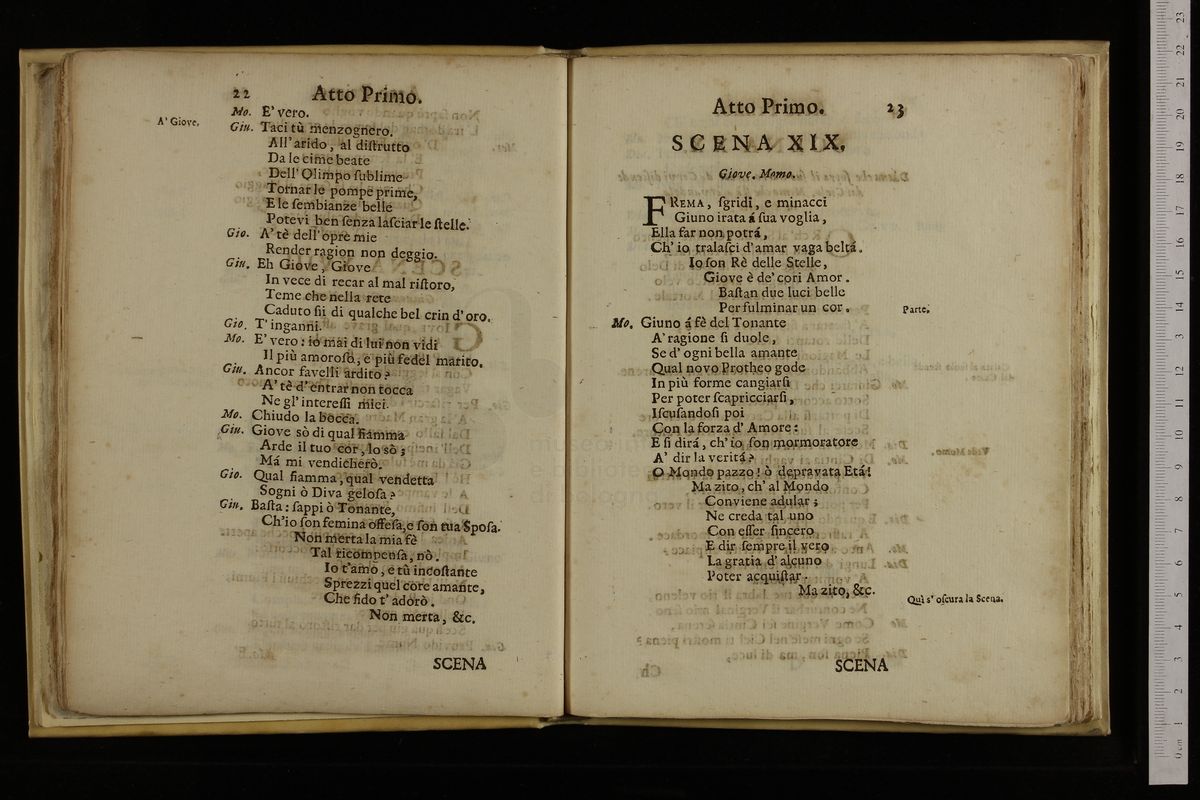 22 Atto Primo.
Mo. E' vero.
A' Giove.
Giu. Taci tù menzognero.
All' arido, al diſtrutto
Da le cime beate
Dell' Olimpo ſublime
Tornar le pompe prime,
E le ſembianze belle
Potevi ben ſenza laſciar le ſtelle.
Gio. A' tè dell' opre mie
Render ragion non deggio.
Giu. Eh Giove, Giove
In vece di recar al mal riſtoro,
Teme che nella rete
Caduto ſii di qualche bel crin d' oro.
Gio. T' inganni.
Mo. E' vero: io mai di lui non vidi
Il più amoroſo, e più fedel marito.
Giu. Ancor favelli ardito?
A' tè d' entrar non tocca
Ne gl' intereſſi miei.
Mo. Chiudo la bocca.
Giu. Giove sò di qual fiamma
Arde il tuo cor, lo sò;
Má mi vendicherò.
Gio. Qual fiamma, qual vendetta
Sogni ò Diva geloſa?
Giu. Baſta: ſappi ò Tonante,
Ch'io ſon femina offeſa, e ſon tua Spoſa.
Non merta la mia fè
Tal ricompenſa, nò.
Io t'amo, e tù incoſtante
Sprezzi quel core amante,
Che fido t' adorò.
Non merta, &c.
SCENA
Atto Primo. 23
SCENA XIX.
Giove. Momo.
FREMA, ſgridi, e minacci
Giuno irata á ſua voglia,
Ella far non potrá,
Ch' io tralaſci d'amar vaga beltá.
Io ſon Rè delle Stelle,
Giove è de' cori Amor.
Baſtan due luci belle
Per fulminar un cor.
Parte.
Mo. Giuno á fè del Tonante
A' ragione ſi duole,
Se d' ogni bella amante
Qual novo Protheo gode
In più forme cangiarſi
Per poter ſcapricciarſi,
Iſcuſandoſi poi
Con la forza d' Amore:
E ſi dirá, ch' io ſon mormoratore
A' dir la veritá?
O Mondo pazzo! ò depravata Etá!
Ma zito, ch' al Mondo
Conviene adular;
Ne creda tal uno
Con eſſer ſincero
E dir ſempre il vero
La gratia d' alcuno
Poter acquiſtar.
Ma zito, &c.
Quì s' oſcura la Scena.
SCENA